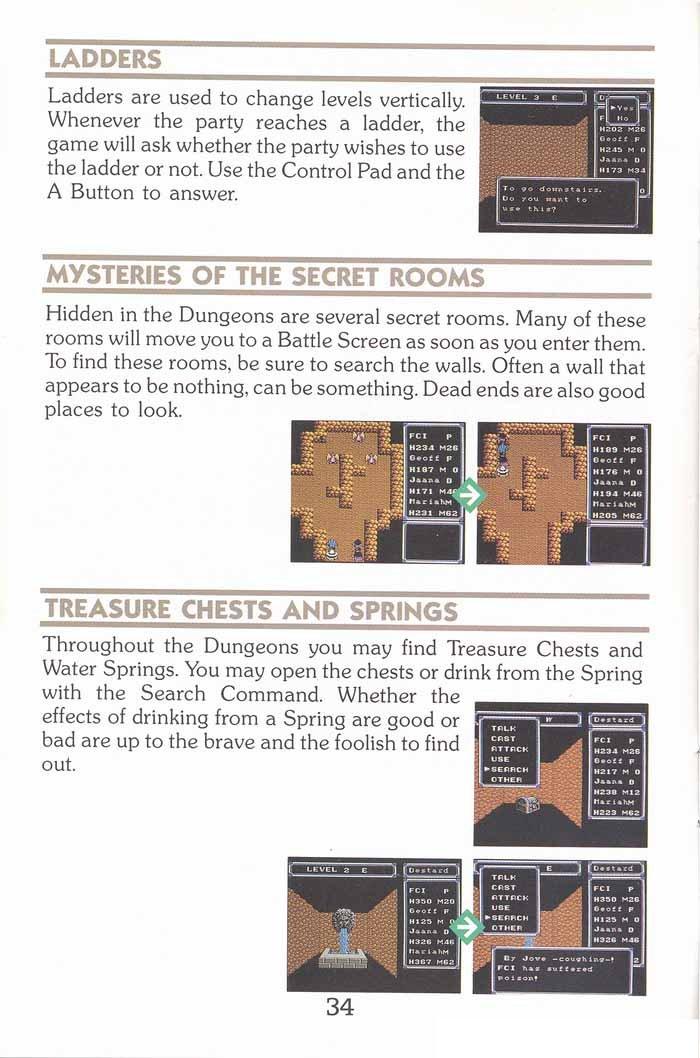 LADDERS
Ladders are used to change levels vertically.
Whenever the party reaches a ladder, the
game will ask whether the party wishes to use
the ladder or not. Use the Control Pad and the
A Button to answer.
LEVEL 3 E
D
▶Yes
No
F
H202 M26
Geoff F
H245 M 0
Jaana D
H173 M34
0
To go downstairs.
Do you want to
use this?
MYSTERIES OF THE SECRET ROOMS
Hidden in the Dungeons are several secret rooms. Many of these
rooms will move you to a Battle Screen as soon as you enter them.
To find these rooms, be sure to search the walls. Often a wall that
appears to be nothing, can be something. Dead ends are also good
places to look.
FCI P
H234 M26
Geoff F
H187 M 0
Jaana D
H171 M46
MariahM
H231 M62
FCI P
H189 M26
Geoff F
H176 M 0
Jaana D
H194 M46
MariahM
H205 M62
TREASURE CHESTS AND SPRINGS
Throughout the Dungeons you may find Treasure Chests and
Water Springs. You may open the chests or drink from the Spring
with the Search Command. Whether the
effects of drinking from a Spring are good or
bad are up to the brave and the foolish to find
out.
W
Destard
TALK
CAST
ATTACK
USE
▶SEARCH
OTHER
FCI P
H234 M26
Geoff F
H217 M 0
Jaana D
H238 M12
MariahM
H223 M62
LEVEL 2 E
Destard
FCI P
H350 M20
Geoff F
H125 M
Jaana D
H326 M46
MariahM
H367 M62
E
Destard
TALK
CAST
ATTACK
USE
▶SEARCH
OTHER
FCI P
H350 M26
Geoff F
H125 M 0
Jaana D
H326 M46
2
By Jove -coughing-!
FCI has suffered
poison!
34